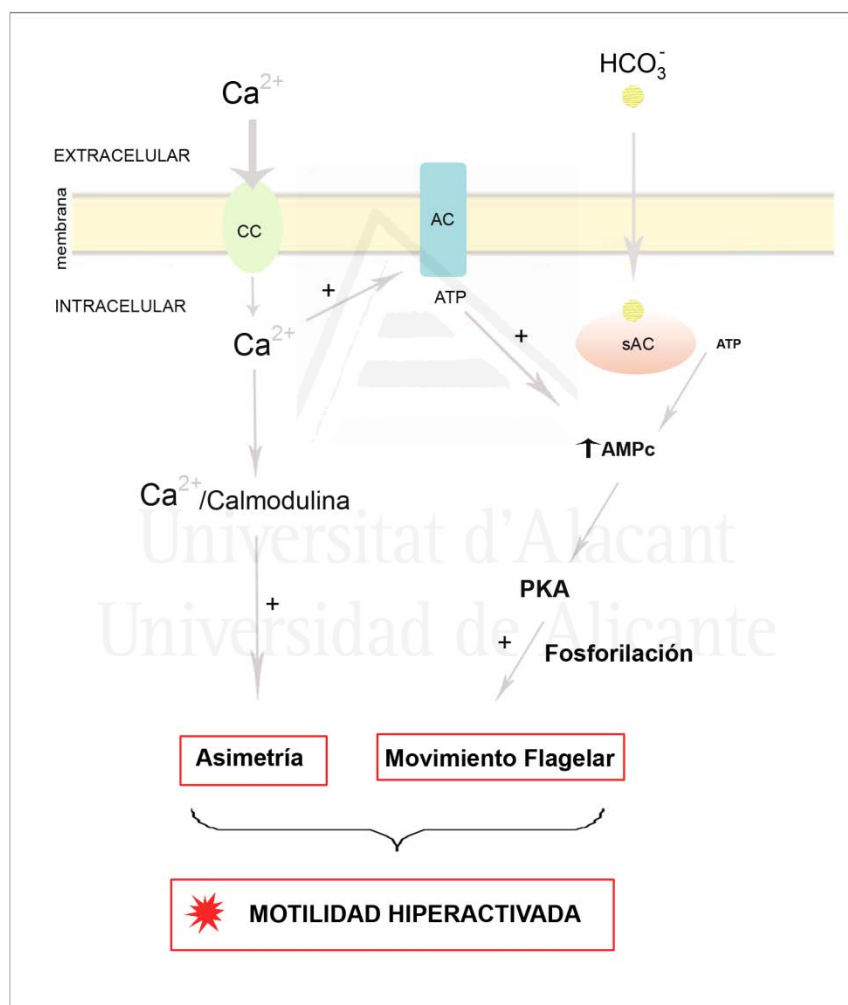 Ca2+
HCO3-
EXTRACELULAR
membrana
CC
AC
INTRACELULAR
+
ATP
Ca2+
+
sAC
ATP
↑AMPc
Ca2+/Calmodulina
Universitat d'Alacant
Universidad de Alicante
PKA
+
+
Fosforilación
Asimetría
Movimiento Flagelar
MOTILIDAD HIPERACTIVADA